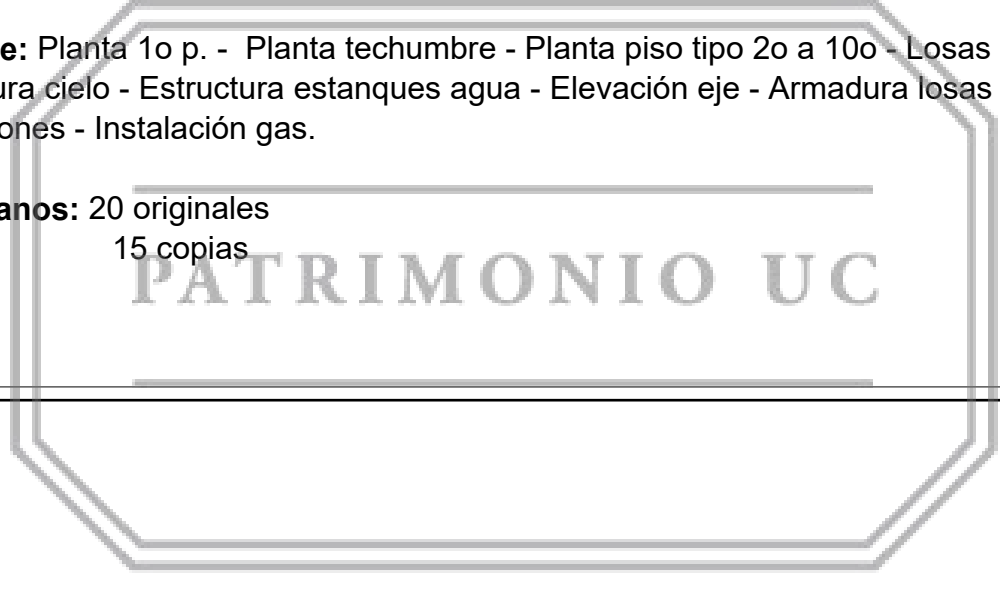 e: Planta 1o p. -  Planta techumbre - Planta piso tipo 2o a 10o - Losas
ura cielo - Estructura estanques agua - Elevación eje - Armadura losas
ones - Instalación gas.
anos: 20 originales
15 copias
PATRIMONIO UC